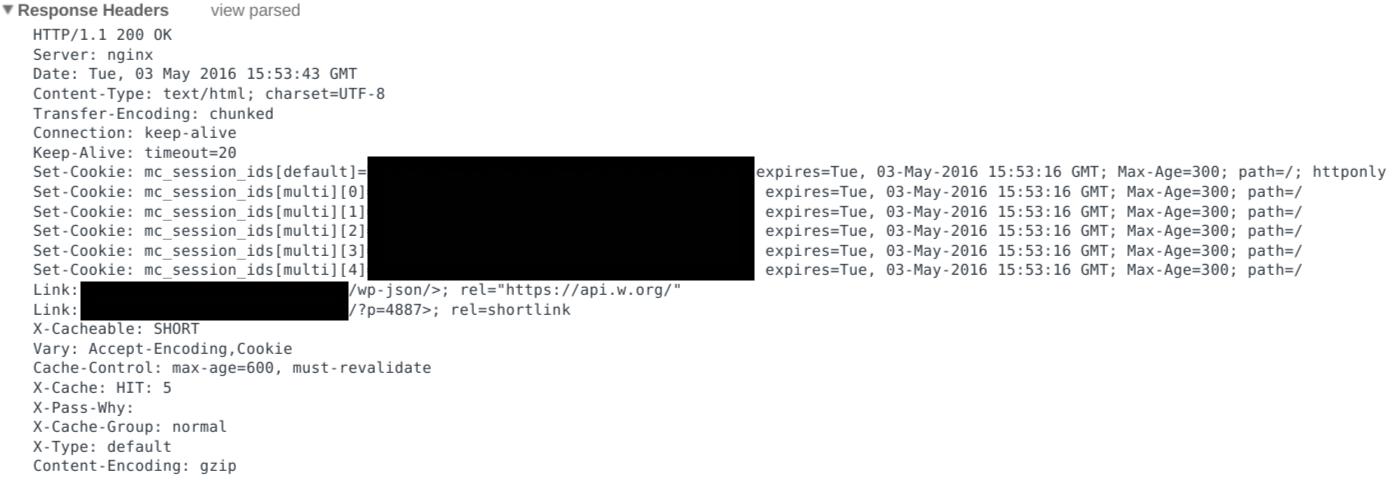 ▼ Response Headers view parsed
HTTP/1.1 200 OK
Server: nginx
Date: Tue, 03 May 2016 15:53:43 GMT
Content-Type: text/html; charset=UTF-8
Transfer-Encoding: chunked
Connection: keep-alive
Keep-Alive: timeout=20
Set-Cookie: mc_session_ids[default]= expires=Tue, 03-May-2016 15:53:16 GMT; Max-Age=300; path=/; httponly
Set-Cookie: mc_session_ids[multi][0] expires=Tue, 03-May-2016 15:53:16 GMT; Max-Age=300; path=/
Set-Cookie: mc_session_ids[multi][1] expires=Tue, 03-May-2016 15:53:16 GMT; Max-Age=300; path=/
Set-Cookie: mc_session_ids[multi][2] expires=Tue, 03-May-2016 15:53:16 GMT; Max-Age=300; path=/
Set-Cookie: mc_session_ids[multi][3] expires=Tue, 03-May-2016 15:53:16 GMT; Max-Age=300; path=/
Set-Cookie: mc_session_ids[multi][4] expires=Tue, 03-May-2016 15:53:16 GMT; Max-Age=300; path=/
Link: /wp-json/>; rel="https://api.w.org/"
Link: /?p=4887>; rel=shortlink
X-Cacheable: SHORT
Vary: Accept-Encoding,Cookie
Cache-Control: max-age=600, must-revalidate
X-Cache: HIT: 5
X-Pass-Why:
X-Cache-Group: normal
X-Type: default
Content-Encoding: gzip